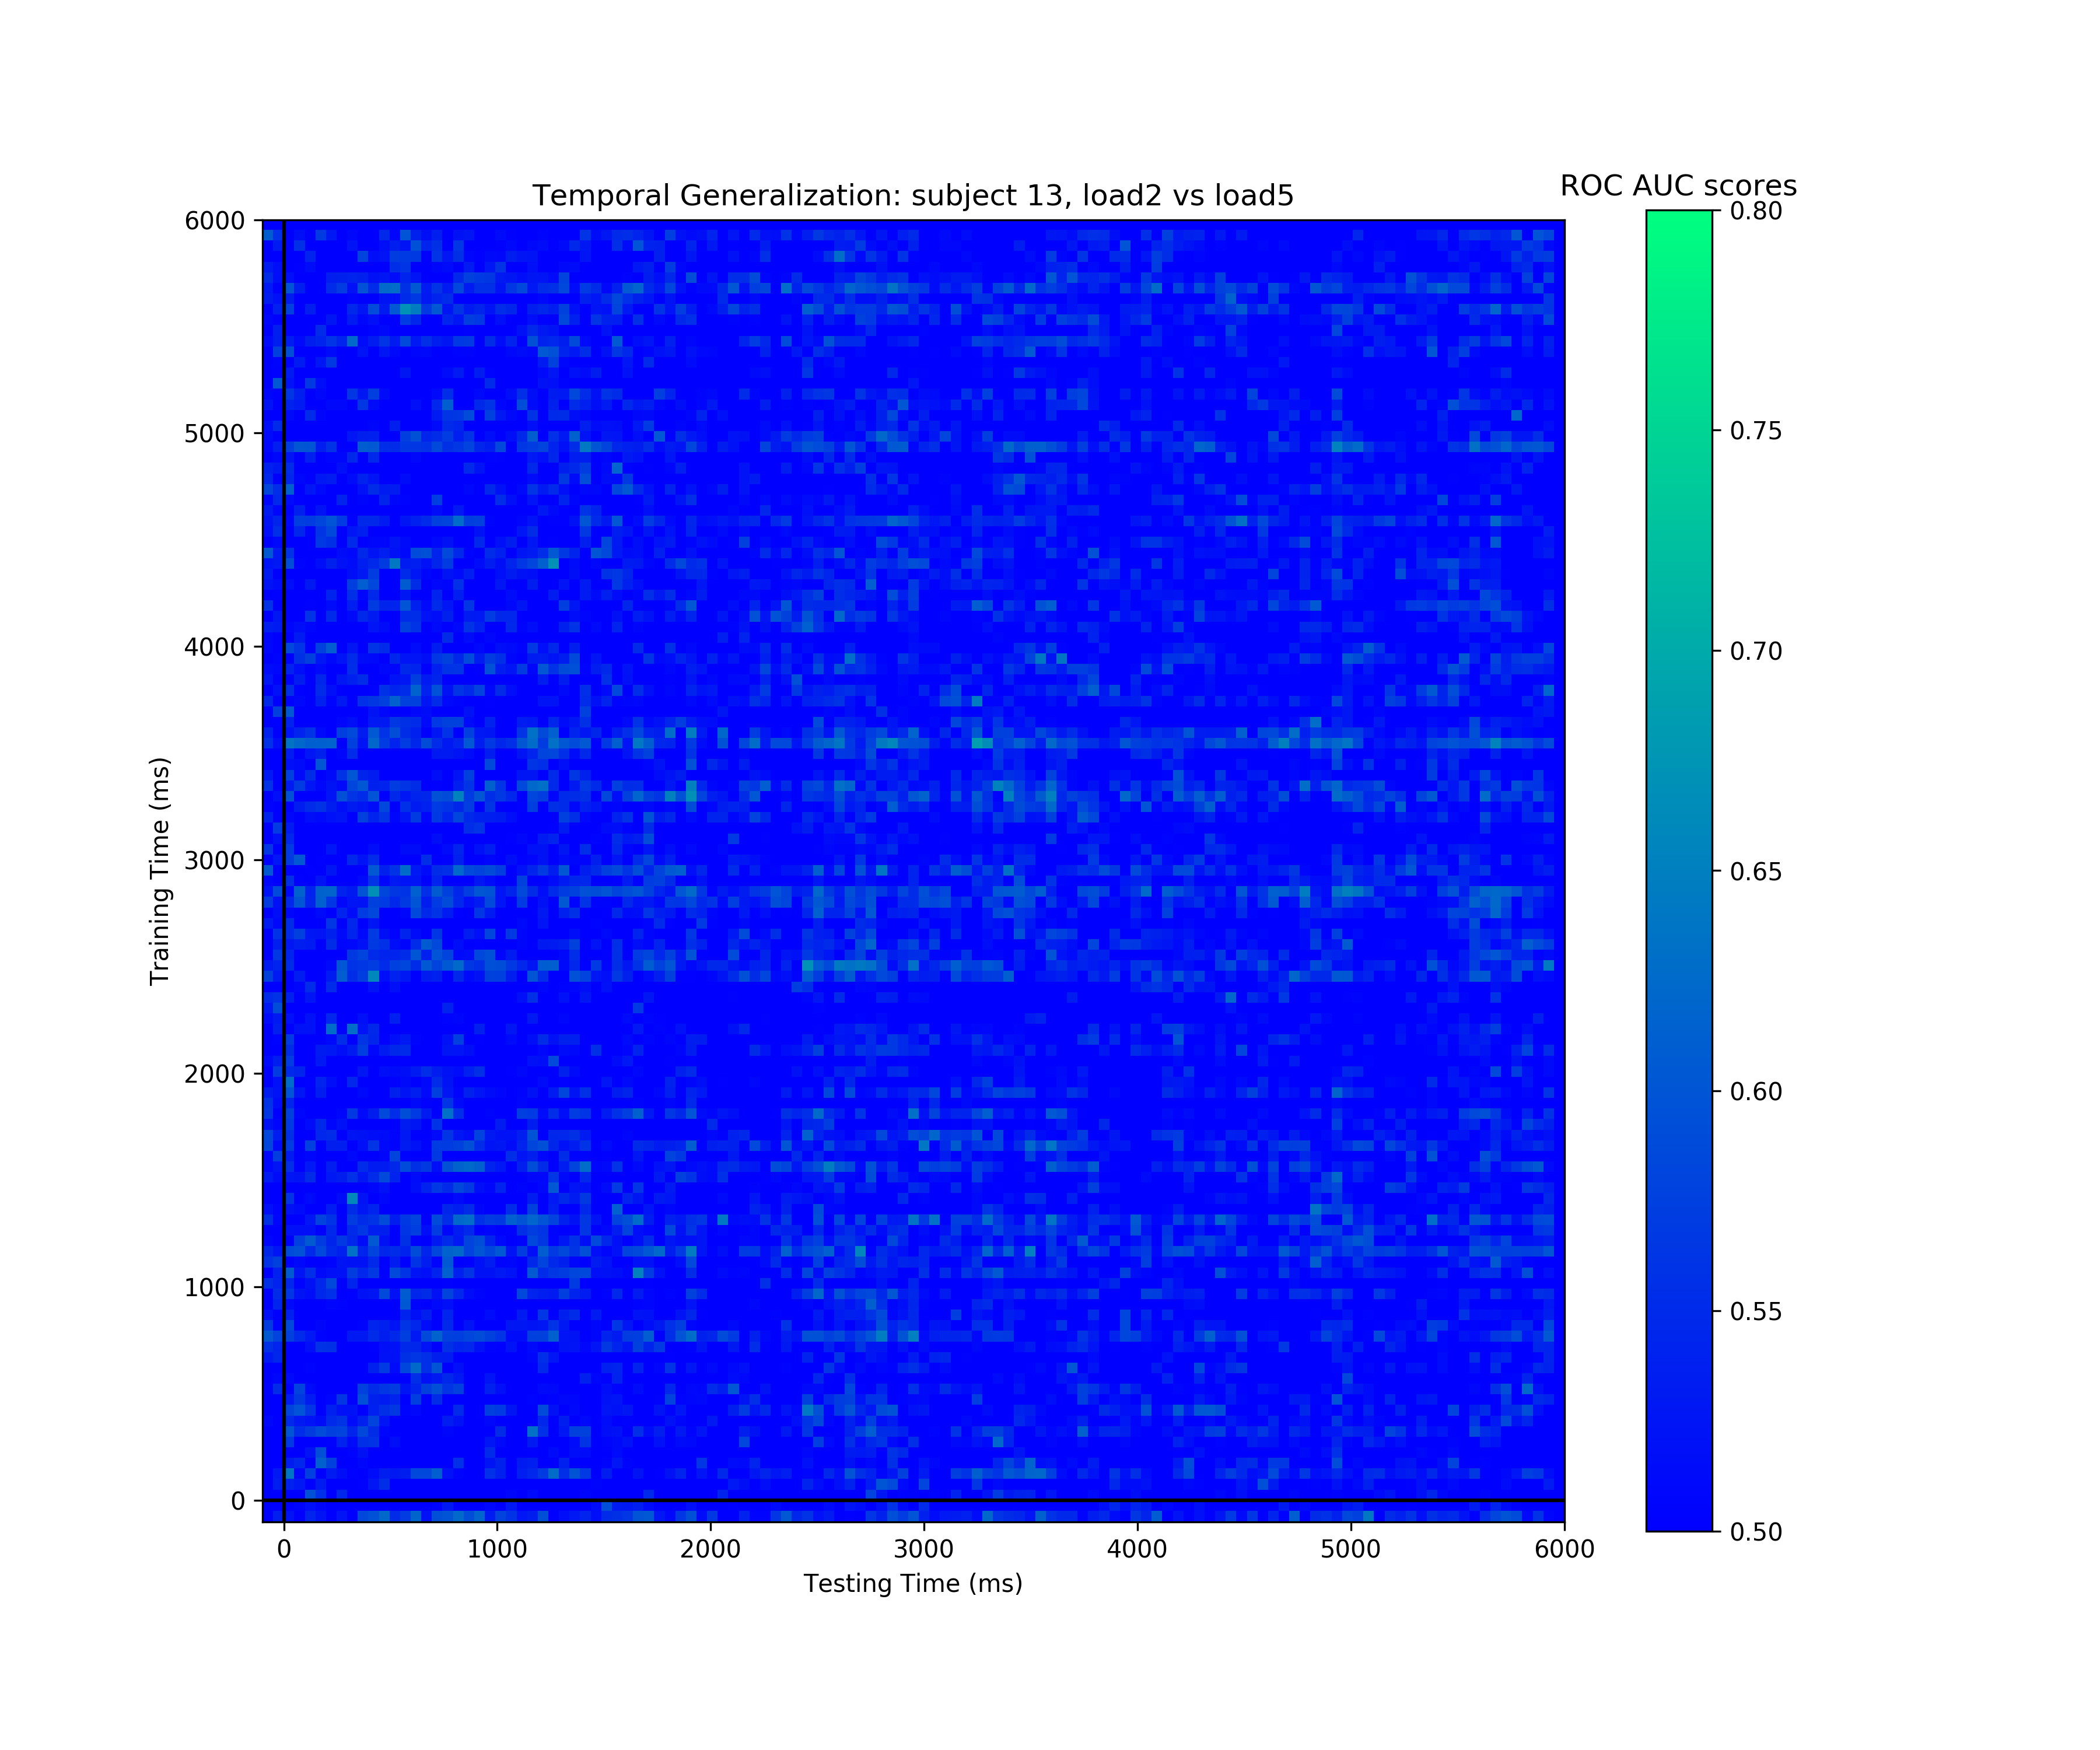 Temporal Generalization: subject 13, load2 vs load5
ROC AUC scores
6000
5000
4000
3000
2000
1000
0
Training Time (ms)
0 1000 2000 3000 4000 5000 6000
Testing Time (ms)
0.80
0.75
0.70
0.65
0.60
0.55
0.50